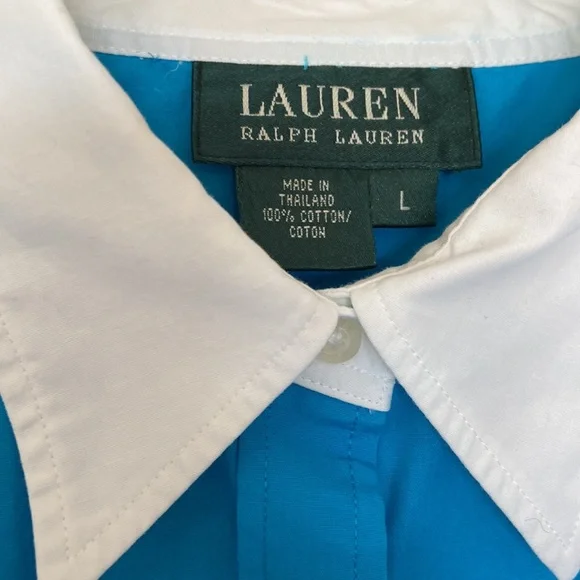 LAUREN
RALPH LAUREN
MADE IN
THAILAND
100% COTTON/
COTON
L